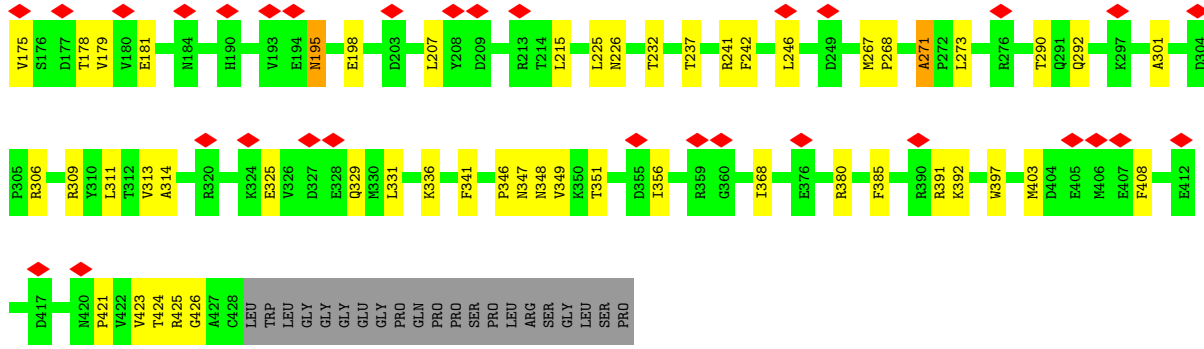 V175 S176 D177 T178 V179 V180 E181 N184 H190 V193 E194 N195 E198 D203 L207 Y208 D209 R213 T214 L215 L225 N226 T232 T237 R241 F242 L246 D249 M267 P268 A271 P272 L273 R276 T290 Q291 Q292 K297 A301 D304
P305 R306 R309 Y310 L311 T312 V313 A314 R320 K324 E325 V326 D327 E328 Q329 M330 L331 K336 F341 P346 N347 N348 V349 K350 T351 D355 I356 R359 G360 I368 E376 R380 F385 R390 R391 K392 W397 M403 D404 E405 M406 E407 F408 E412
D417 N420 P421 V422 V423 T424 R425 G426 A427 C428 LEU TRP LEU GLY GLY GLY GLU GLY PRO GLN PRO PRO SER PRO LEU ARG SER GLY LEU SER PRO